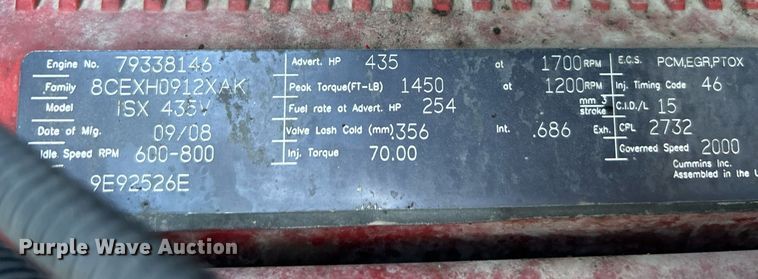 Engine No. 79338146 Advert. HP 435 at 1700 RPM E.C.S. PCM,EGR,PTOX
Family 8CEXH0912XAK Peak Torque(FT-LB) 1450 at 1200 RPM Inj. Timing Code 46
Model ISX 435V Fuel rate at Advert. HP 254 mm 3 stroke C.I.D./L 15
Date of Mfg. 09/08 Valve Lash Cold (mm) .356 Int. .686 Exh. CPL 2732
Idle Speed RPM 600-800 Inj. Torque 70.00 Governed Speed 2000
Cummins Inc.
9E92526E Assembled in the U
Purple Wave Auction